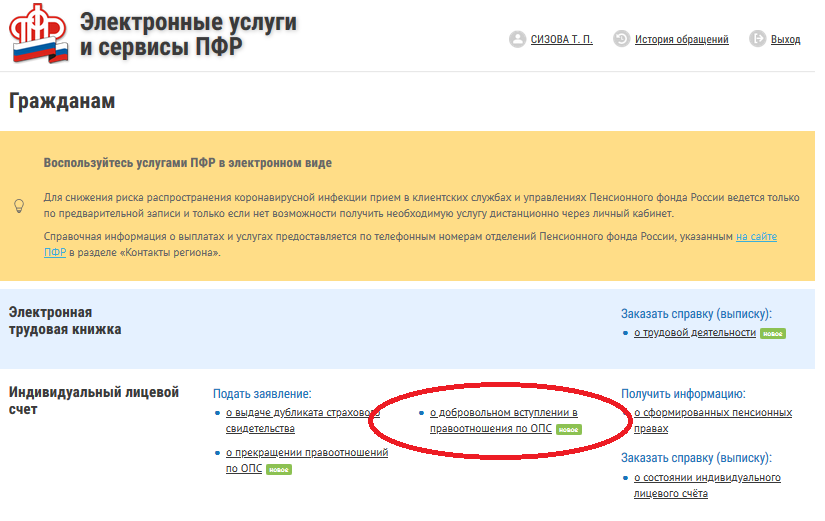 Электронные услуги
и сервисы ПФР
СИЗОВА Т. П.
История обращений
Выход
Гражданам
Воспользуйтесь услугами ПФР в электронном виде
Для снижения риска распространения коронавирусной инфекции прием в клиентских службах и управлениях Пенсионного фонда России ведется только
по предварительной записи и только если нет возможности получить необходимую услугу дистанционно через личный кабинет.
Справочная информация о выплатах и услугах предоставляется по телефонным номерам отделений Пенсионного фонда России, указанным на сайте
ПФР в разделе «Контакты региона».
Электронная
трудовая книжка
Заказать справку (выписку):
о трудовой деятельности новое
Индивидуальный лицевой
счет
Подать заявление:
о выдаче дубликата страхового
свидетельства
о прекращении правоотношений
по ОПС новое
о добровольном вступлении в
правоотношения по ОПС новое
Получить информацию:
о сформированных пенсионных
правах
Заказать справку (выписку):
о состоянии индивидуального
лицевого счёта